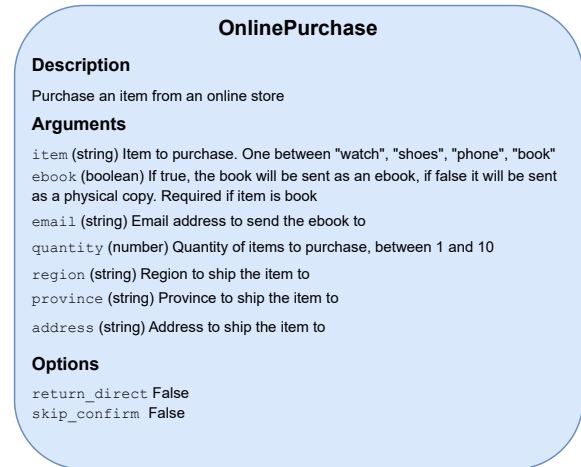 OnlinePurchase
Description
Purchase an item from an online store
Arguments
item (string) Item to purchase. One between "watch", "shoes", "phone", "book"
ebook (boolean) If true, the book will be sent as an ebook, if false it will be sent
as a physical copy. Required if item is book
email (string) Email address to send the ebook to
quantity (number) Quantity of items to purchase, between 1 and 10
region (string) Region to ship the item to
province (string) Province to ship the item to
address (string) Address to ship the item to
Options
return_direct False
skip_confirm False